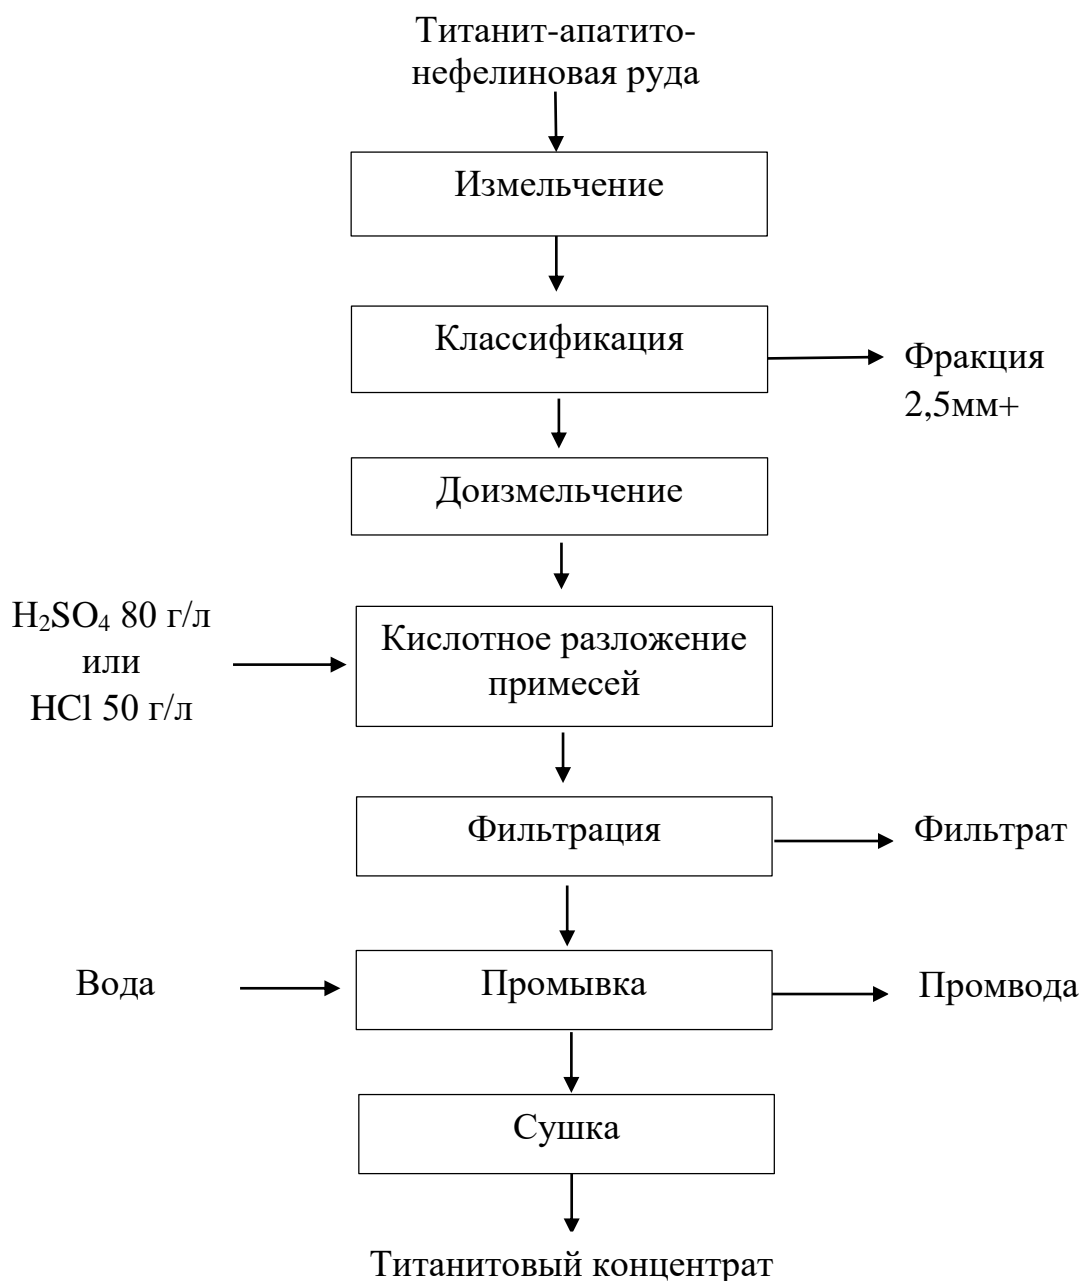 Титанит-апатито-
нефелиновая руда
Измельчение
Классификация
Фракция
2,5мм+
Доизмельчение
H₂SO₄ 80 г/л
или
HCl 50 г/л
Кислотное разложение
примесей
Фильтрация
Фильтрат
Вода
Промывка
Промвода
Сушка
Титанитовый концентрат